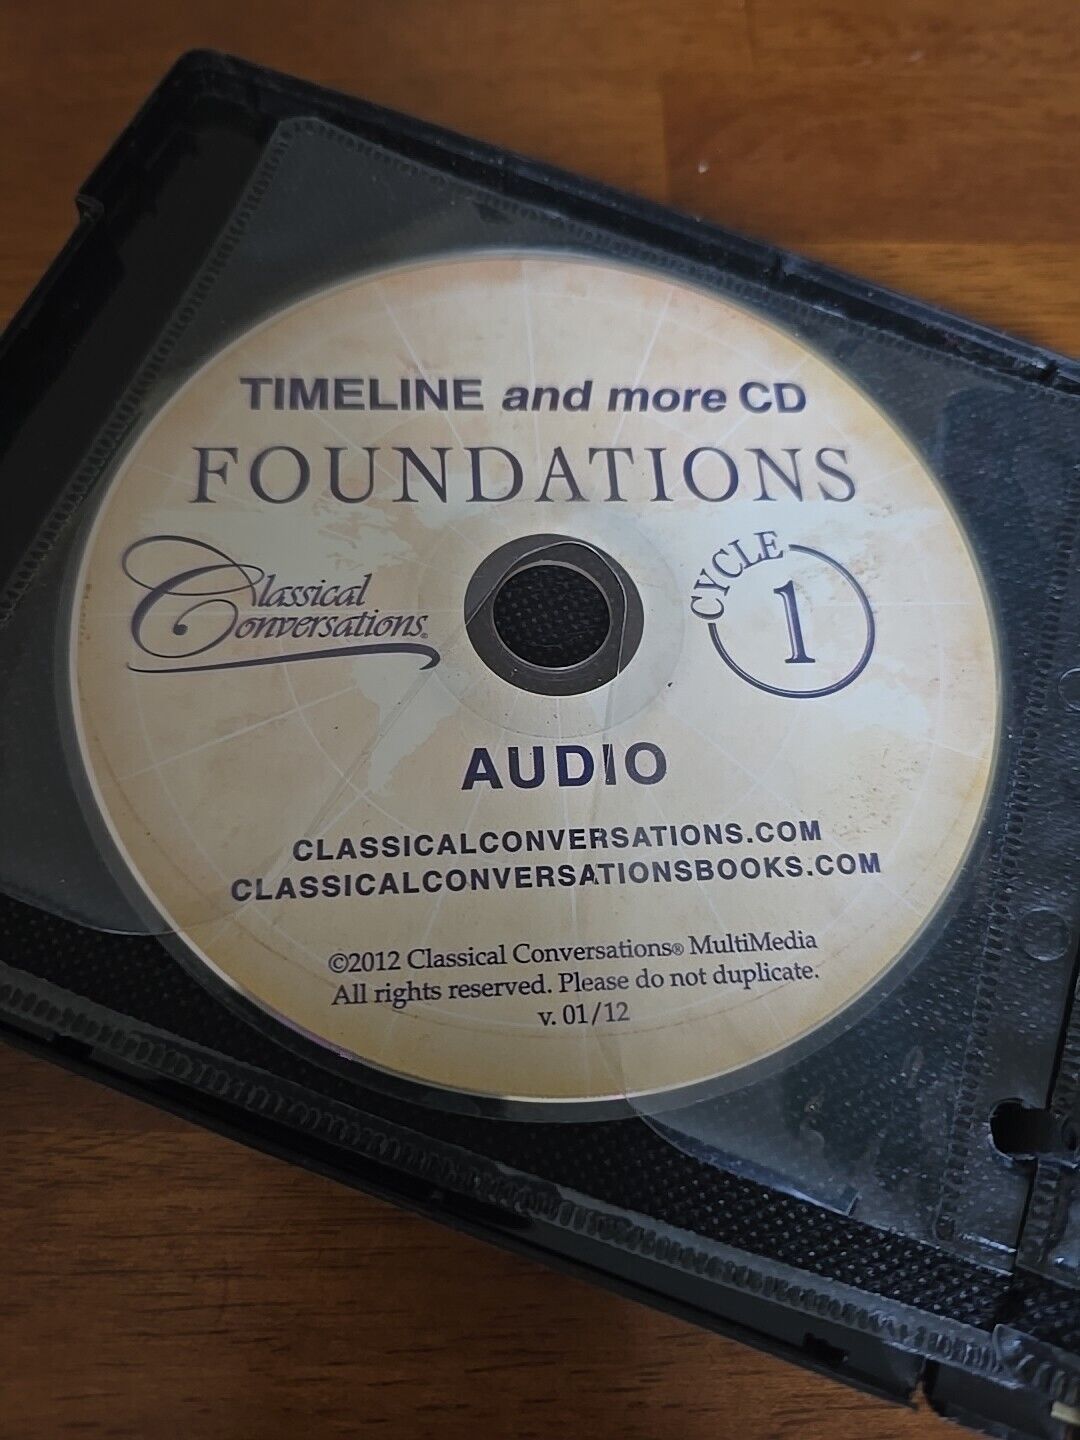 TIMELINE and more CD
FOUNDATIONS
Classical
Conversations®
CYCLE
1
AUDIO
CLASSICALCONVERSATIONS.COM
CLASSICALCONVERSATIONSBOOKS.COM
©2012 Classical Conversations® MultiMedia
All rights reserved. Please do not duplicate.
v. 01/12